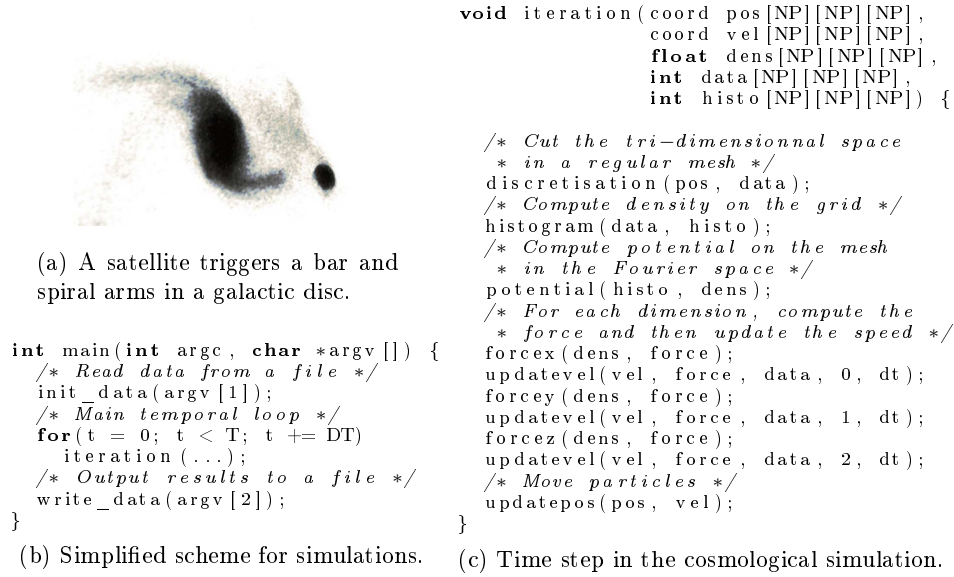 (a) A satellite triggers a bar and
spiral arms in a galactic disc.
int main(int argc, char *argv[]) {
/* Read data from a file */
init_data(argv[1]);
/* Main temporal loop */
for(t = 0; t < T; t += DT)
iteration(...);
/* Output results to a file */
write_data(argv[2]);
}
(b) Simplified scheme for simulations.
void iteration(coord pos[NP][NP][NP],
coord vel[NP][NP][NP],
float dens[NP][NP][NP],
int data[NP][NP][NP],
int histo[NP][NP][NP]) {
/* Cut the tri-dimensionnal space
* in a regular mesh */
discretisation(pos, data);
/* Compute density on the grid */
histogram(data, histo);
/* Compute potential on the mesh
* in the Fourier space */
potential(histo, dens);
/* For each dimension, compute the
* force and then update the speed */
forcex(dens, force);
updatevel(vel, force, data, 0, dt);
forcey(dens, force);
updatevel(vel, force, data, 1, dt);
forcez(dens, force);
updatevel(vel, force, data, 2, dt);
/* Move particles */
updatepos(pos, vel);
}
(c) Time step in the cosmological simulation.